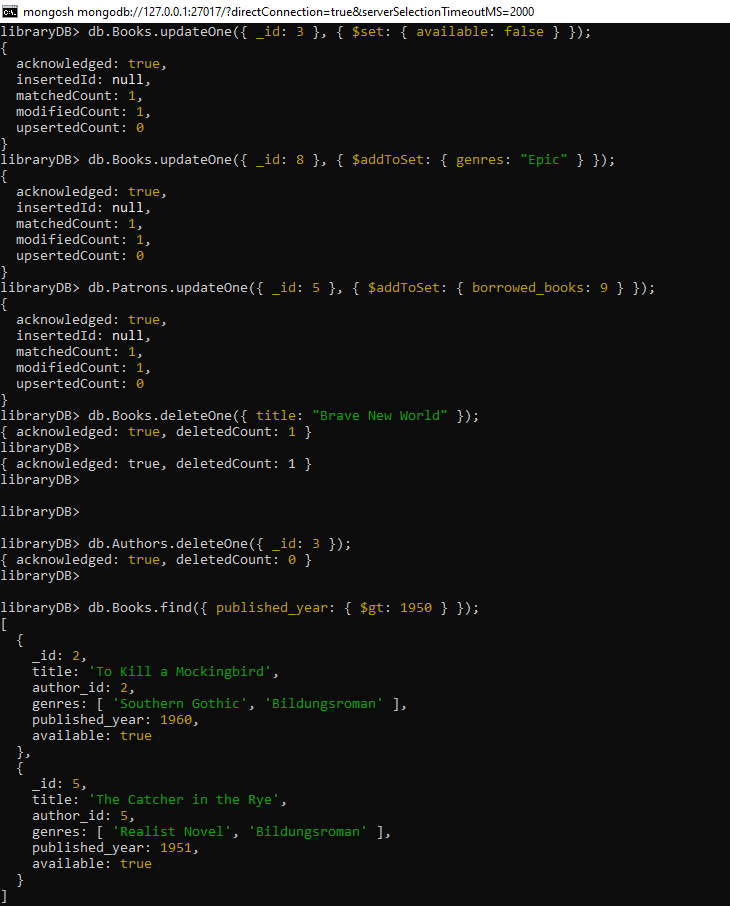 mongosh mongodb://127.0.0.1:27017/?directConnection=true&serverSelectionTimeoutMS=2000
libraryDB> db.Books.updateOne({ _id: 3 }, { $set: { available: false } });
{
  acknowledged: true,
  insertedId: null,
  matchedCount: 1,
  modifiedCount: 1,
  upsertedCount: 0
}
libraryDB> db.Books.updateOne({ _id: 8 }, { $addToSet: { genres: "Epic" } });
{
  acknowledged: true,
  insertedId: null,
  matchedCount: 1,
  modifiedCount: 1,
  upsertedCount: 0
}
libraryDB> db.Patrons.updateOne({ _id: 5 }, { $addToSet: { borrowed_books: 9 } });
{
  acknowledged: true,
  insertedId: null,
  matchedCount: 1,
  modifiedCount: 1,
  upsertedCount: 0
}
libraryDB> db.Books.deleteOne({ title: "Brave New World" });
{ acknowledged: true, deletedCount: 1 }
libraryDB>
{ acknowledged: true, deletedCount: 1 }
libraryDB>
libraryDB>
libraryDB> db.Authors.deleteOne({ _id: 3 });
{ acknowledged: true, deletedCount: 0 }
libraryDB>
libraryDB> db.Books.find({ published_year: { $gt: 1950 } });
[
  {
    _id: 2,
    title: 'To Kill a Mockingbird',
    author_id: 2,
    genres: [ 'Southern Gothic', 'Bildungsroman' ],
    published_year: 1960,
    available: true
  },
  {
    _id: 5,
    title: 'The Catcher in the Rye',
    author_id: 5,
    genres: [ 'Realist Novel', 'Bildungsroman' ],
    published_year: 1951,
    available: true
  }
]